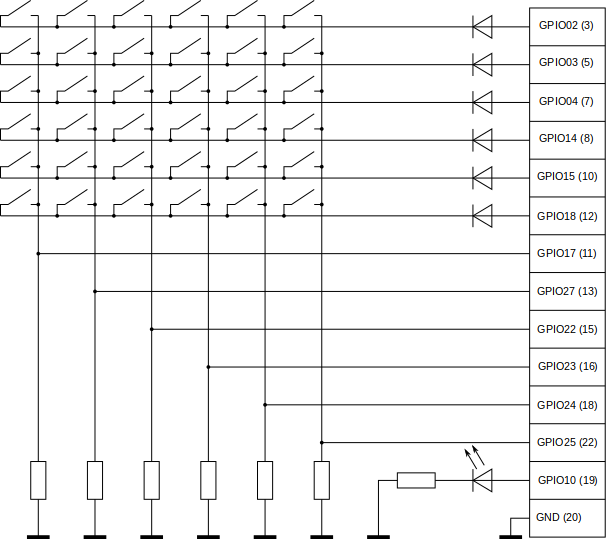 GPIO02 (3)
GPIO03 (5)
GPIO04 (7)
GPIO14 (8)
GPIO15 (10)
GPIO18 (12)
GPIO17 (11)
GPIO27 (13)
GPIO22 (15)
GPIO23 (16)
GPIO24 (18)
GPIO25 (22)
GPIO10 (19)
GND (20)